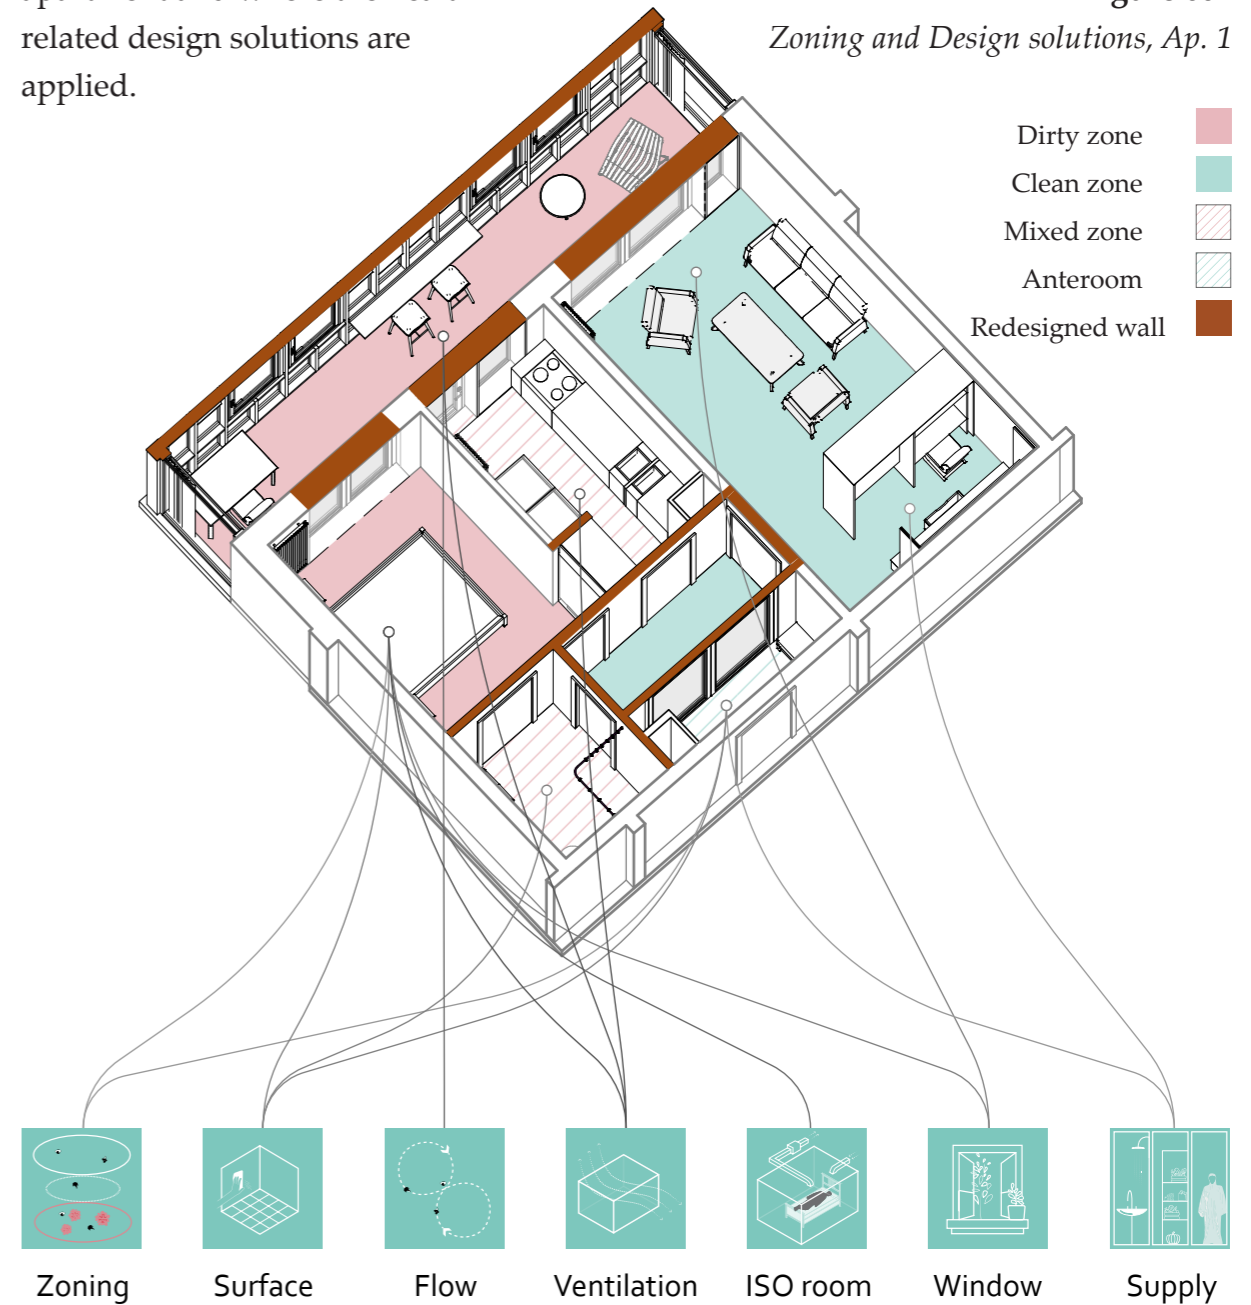 related design solutions are
applied.
Zoning and Design solutions, Ap. 1
Dirty zone
Clean zone
Mixed zone
Anteroom
Redesigned wall
Zoning
Surface
Flow
Ventilation
ISO room
Window
Supply